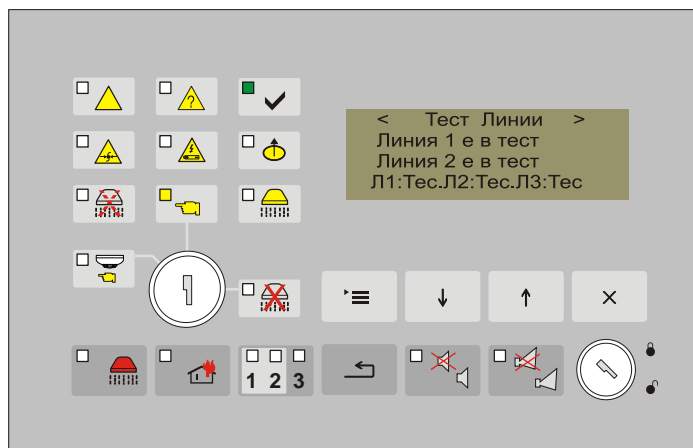 ?
< Тест Линии >
Линия 1 е в тест
Линия 2 е в тест
Л1:Тес.Л2:Тес.Л3:Тес
1 2 3